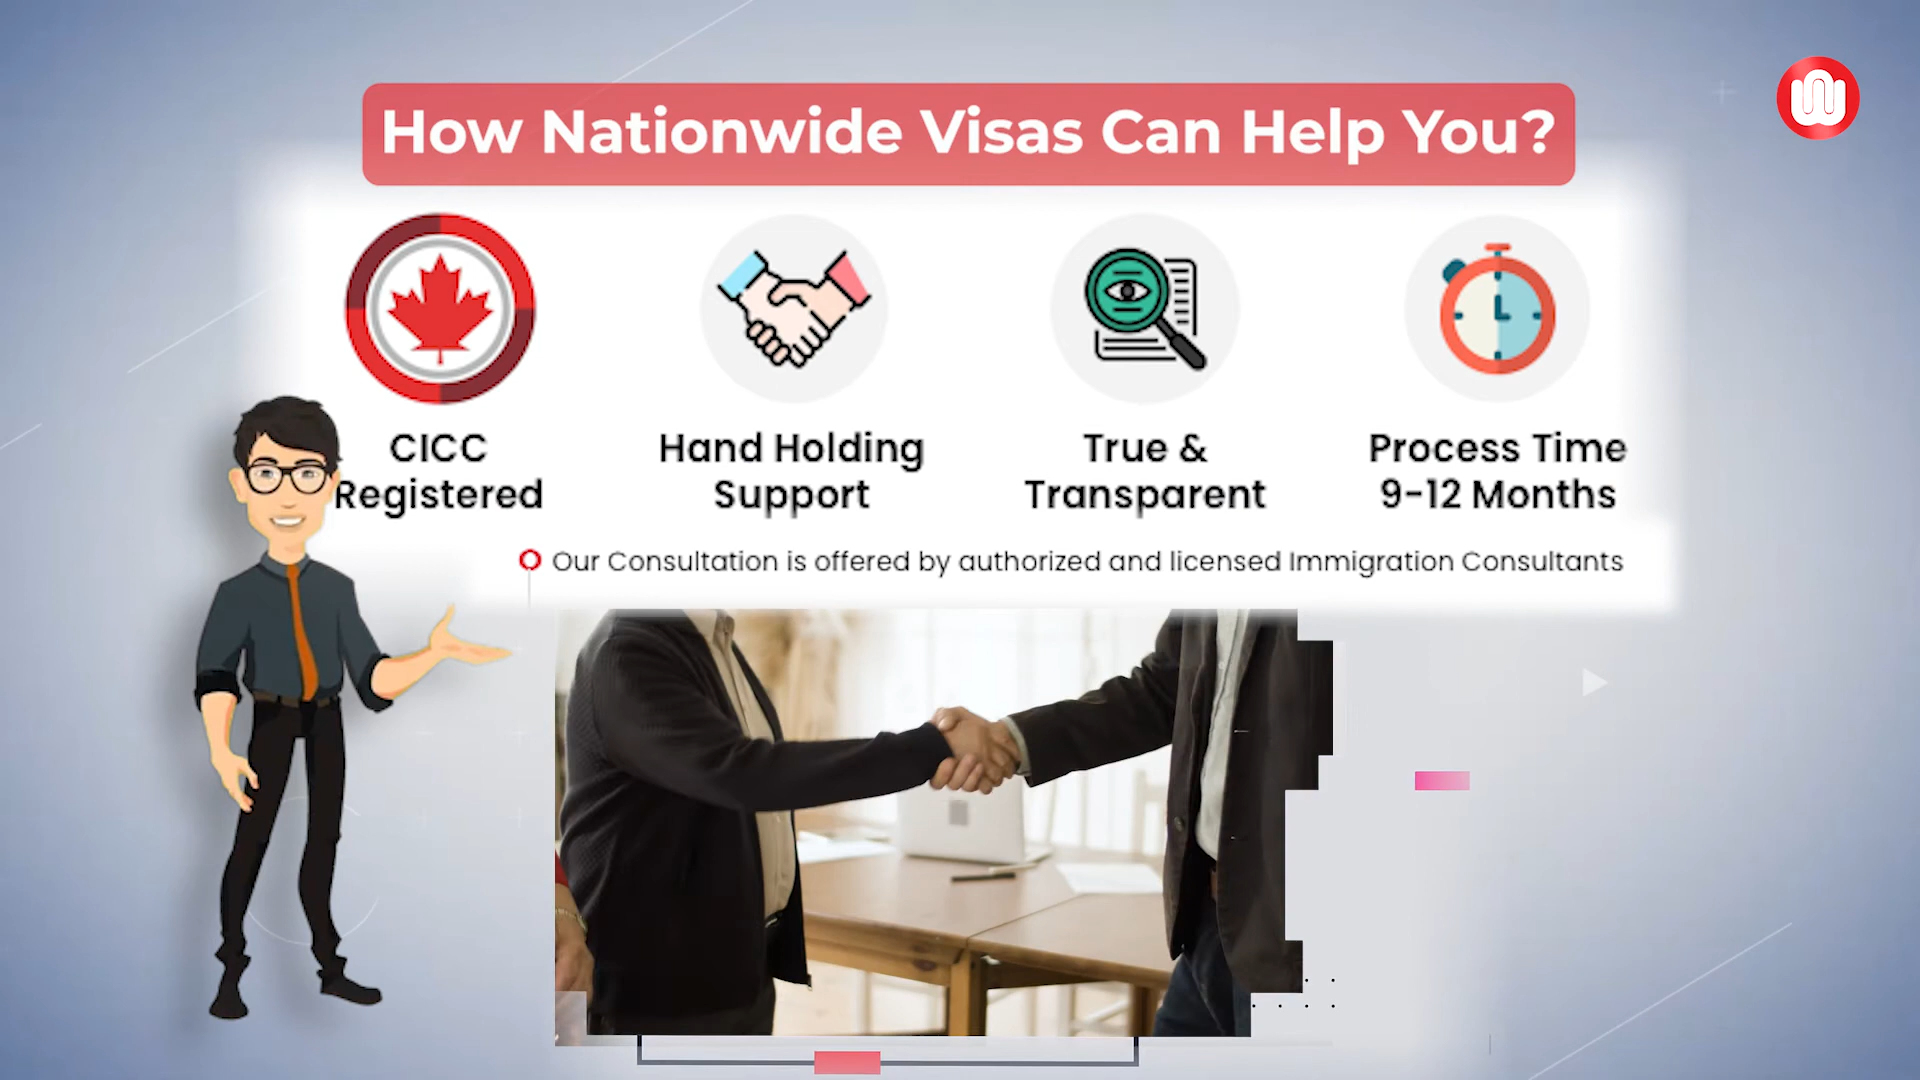 How Nationwide Visas Can Help You?
CICC
Registered
Hand Holding
Support
True &
Transparent
Process Time
9-12 Months
Our Consultation is offered by authorized and licensed Immigration Consultants